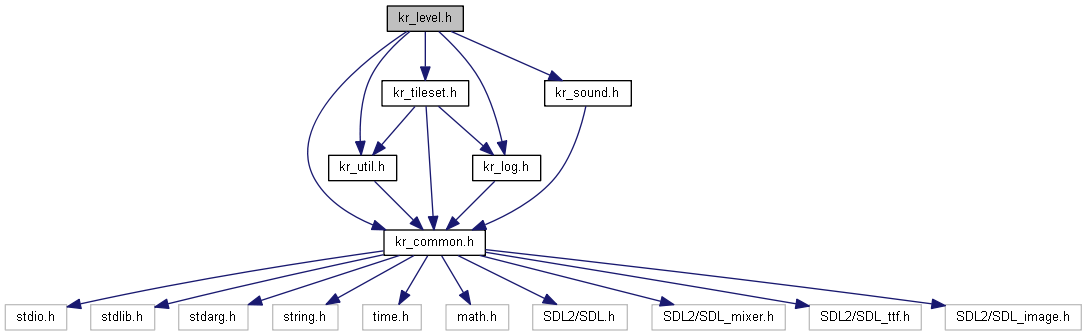 kr_level.h
kr_tileset.h
kr_sound.h
kr_util.h
kr_log.h
kr_common.h
stdio.h
stdlib.h
stdarg.h
string.h
time.h
math.h
SDL2/SDL.h
SDL2/SDL_mixer.h
SDL2/SDL_ttf.h
SDL2/SDL_image.h